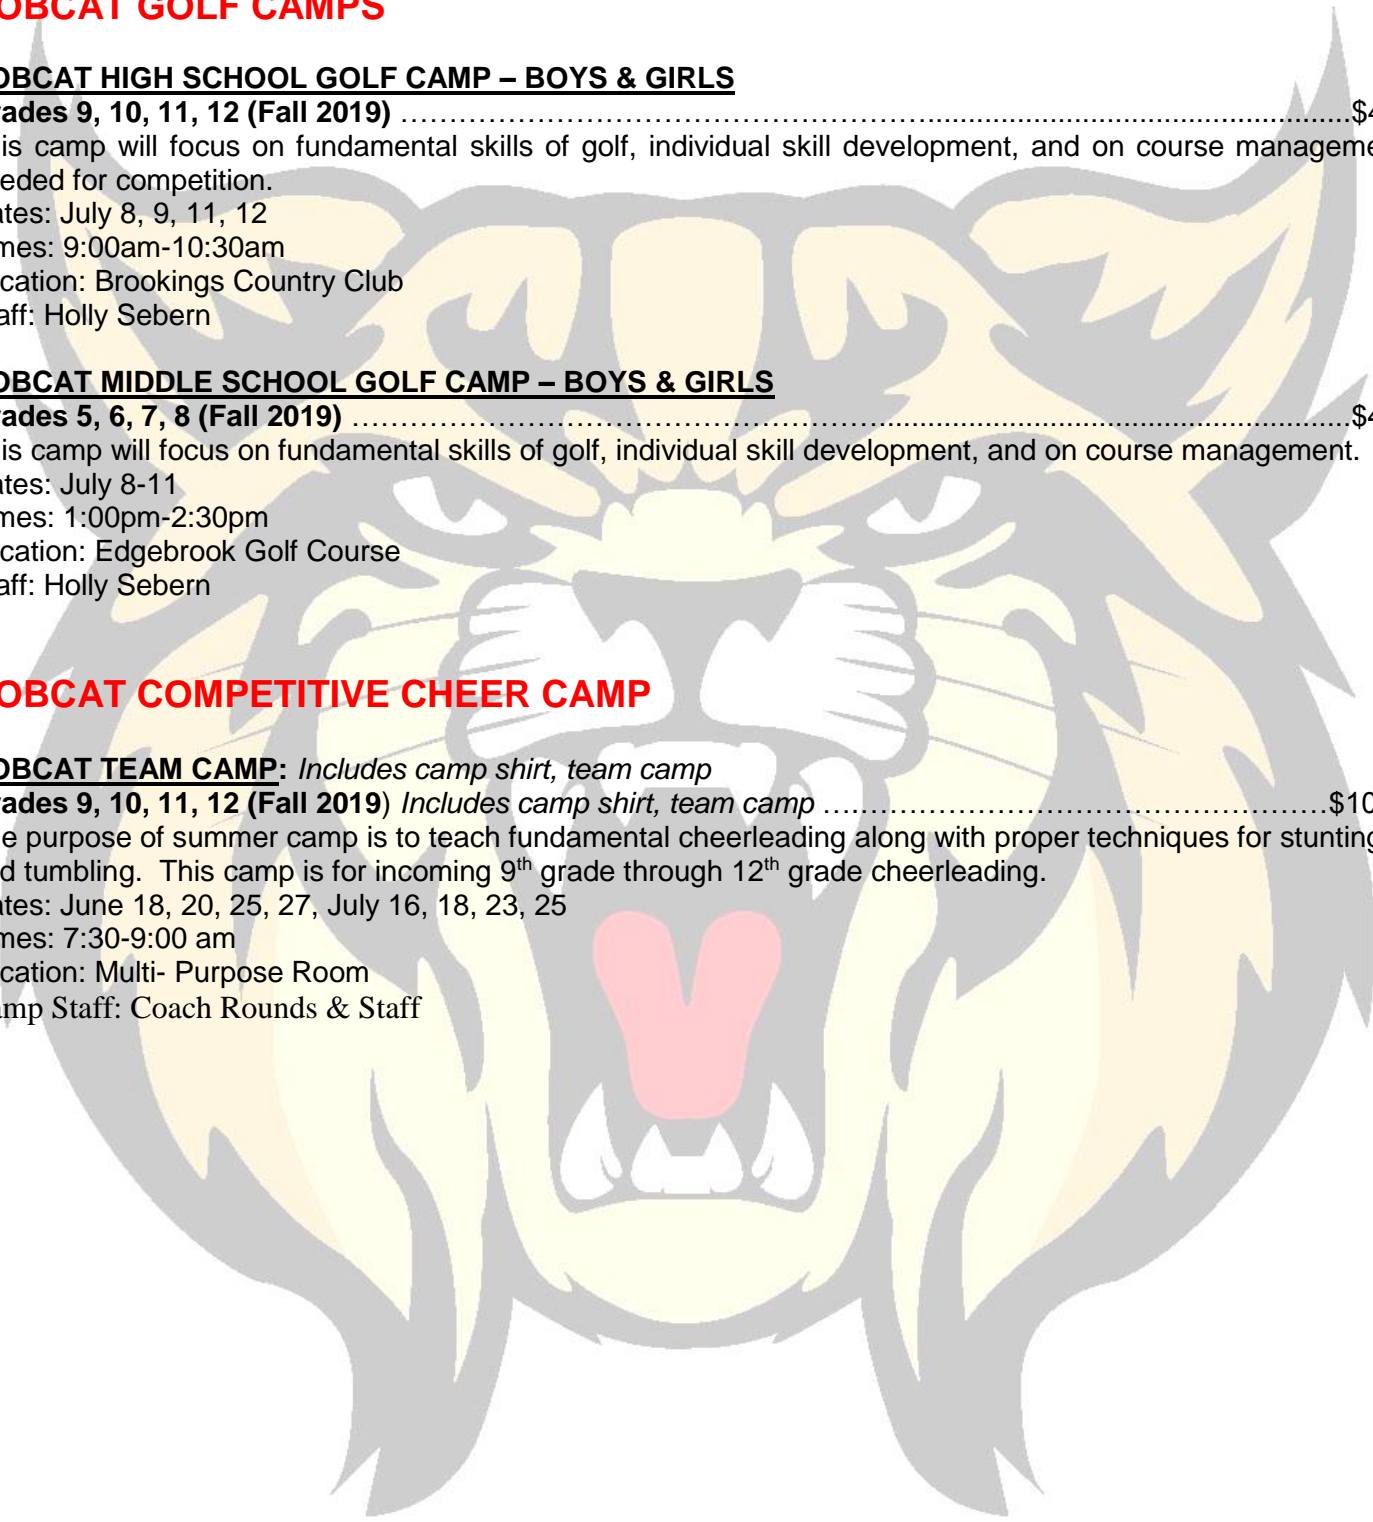 OBCAT GOLF CAMPS
OBCAT HIGH SCHOOL GOLF CAMP – BOYS & GIRLS
rades 9, 10, 11, 12 (Fall 2019) ……………………………………………………...................................................$4
is camp will focus on fundamental skills of golf, individual skill development, and on course manageme
eded for competition.
ates: July 8, 9, 11, 12
mes: 9:00am-10:30am
cation: Brookings Country Club
aff: Holly Sebern
OBCAT MIDDLE SCHOOL GOLF CAMP – BOYS & GIRLS
rades 5, 6, 7, 8 (Fall 2019) ……………………………………………………........................................................$4
is camp will focus on fundamental skills of golf, individual skill development, and on course management.
ates: July 8-11
mes: 1:00pm-2:30pm
cation: Edgebrook Golf Course
aff: Holly Sebern
OBCAT COMPETITIVE CHEER CAMP
OBCAT TEAM CAMP: Includes camp shirt, team camp
rades 9, 10, 11, 12 (Fall 2019) Includes camp shirt, team camp ……………………………………………$10
e purpose of summer camp is to teach fundamental cheerleading along with proper techniques for stunting
d tumbling. This camp is for incoming 9th grade through 12th grade cheerleading.
ates: June 18, 20, 25, 27, July 16, 18, 23, 25
mes: 7:30-9:00 am
cation: Multi- Purpose Room
amp Staff: Coach Rounds & Staff